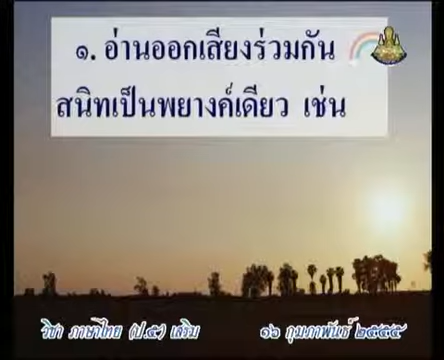 ๑. อ่านออกเสียงร่วมกัน
สนิทเป็นพยางค์เดียว เช่น
วิชา ภาษาไทย (ป.๕) เสริม
๑๖ กุมภาพันธ์ ๒๕๕๕